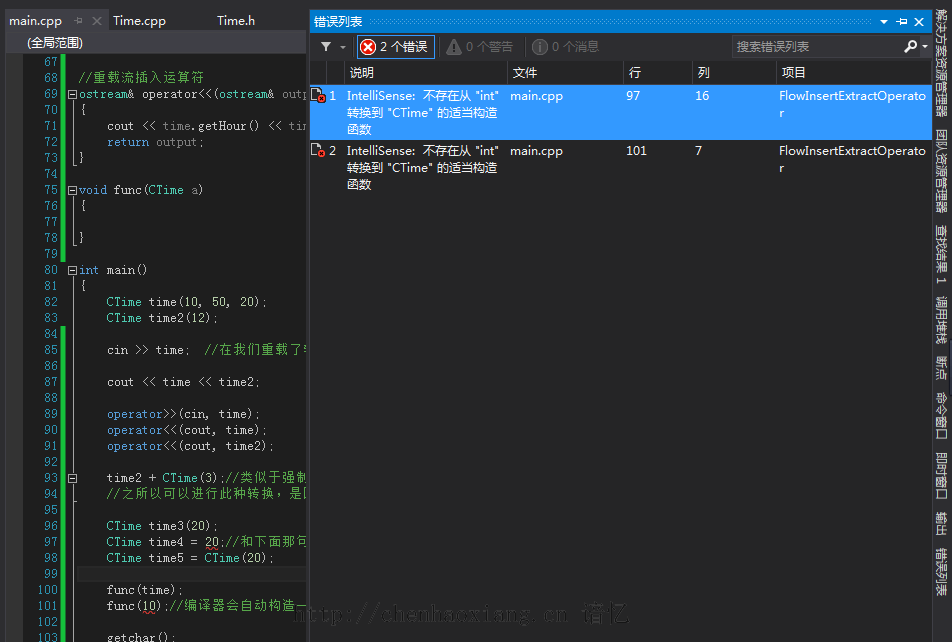 main.cpp
Time.cpp
Time.h
(全局范围)
67
68 //重载流插入运算符
69 ostream& operator<<(ostream& outp
70 {
71 cout << time.getHour() << tim
72 return output;
73 }
74
75 void func(CTime a)
76 {
77
78 }
79
80 int main()
81 {
82 CTime time(10, 50, 20);
83 CTime time2(12);
84
85 cin >> time; //在我们重载了
86
87 cout << time << time2;
88
89 operator>>(cin, time);
90 operator<<(cout, time);
91 operator<<(cout, time2);
92
93 time2 + CTime(3);//类似于强制
94 //之所以可以进行此种转换，是
95
96 CTime time3(20);
97 CTime time4 = 20;//和下面那句
98 CTime time5 = CTime(20);
99
100 func(time);
101 func(10);//编译器会自动构造一
102
103 getchar();
错误列表
2 个错误
0 个警告
0 个消息
搜索错误列表
说明 文件 行 列 项目
1 IntelliSense: 不存在从 "int" main.cpp 97 16 FlowInsertExtractOperato
转换到 "CTime" 的适当构造 r
函数
2 IntelliSense: 不存在从 "int" main.cpp 101 7 FlowInsertExtractOperato
转换到 "CTime" 的适当构造 r
函数
解决方案资源管理器
团队资源管理器
查找结果 1
调用堆栈
断点
命令窗口
即时窗口
输出
错误列表
http://chenhaoxiang.cn 谙忆